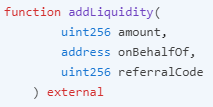 function addLiquidity(
uint256 amount,
address onBehalfOf,
uint256 referralCode
) external